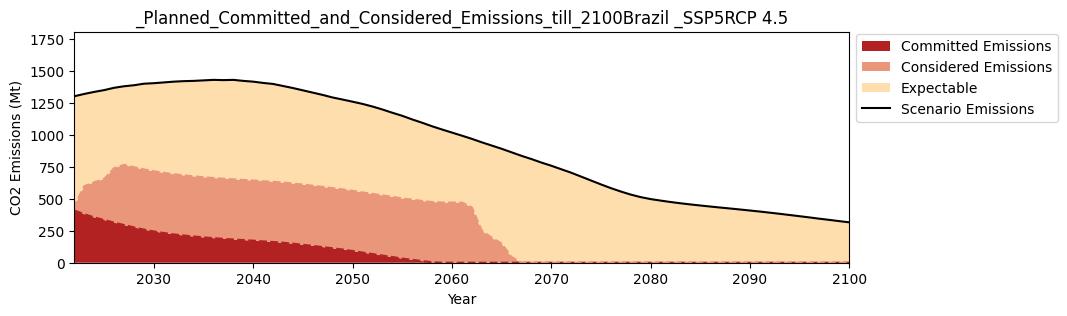 _Planned_Committed_and_Considered_Emissions_till_2100Brazil _SSP5RCP 4.5
1750
1500
1250
1000
750
500
250
0
CO2 Emissions (Mt)
2030
2040
2050
2060
2070
2080
2090
2100
Year
Committed Emissions
Considered Emissions
Expectable
Scenario Emissions